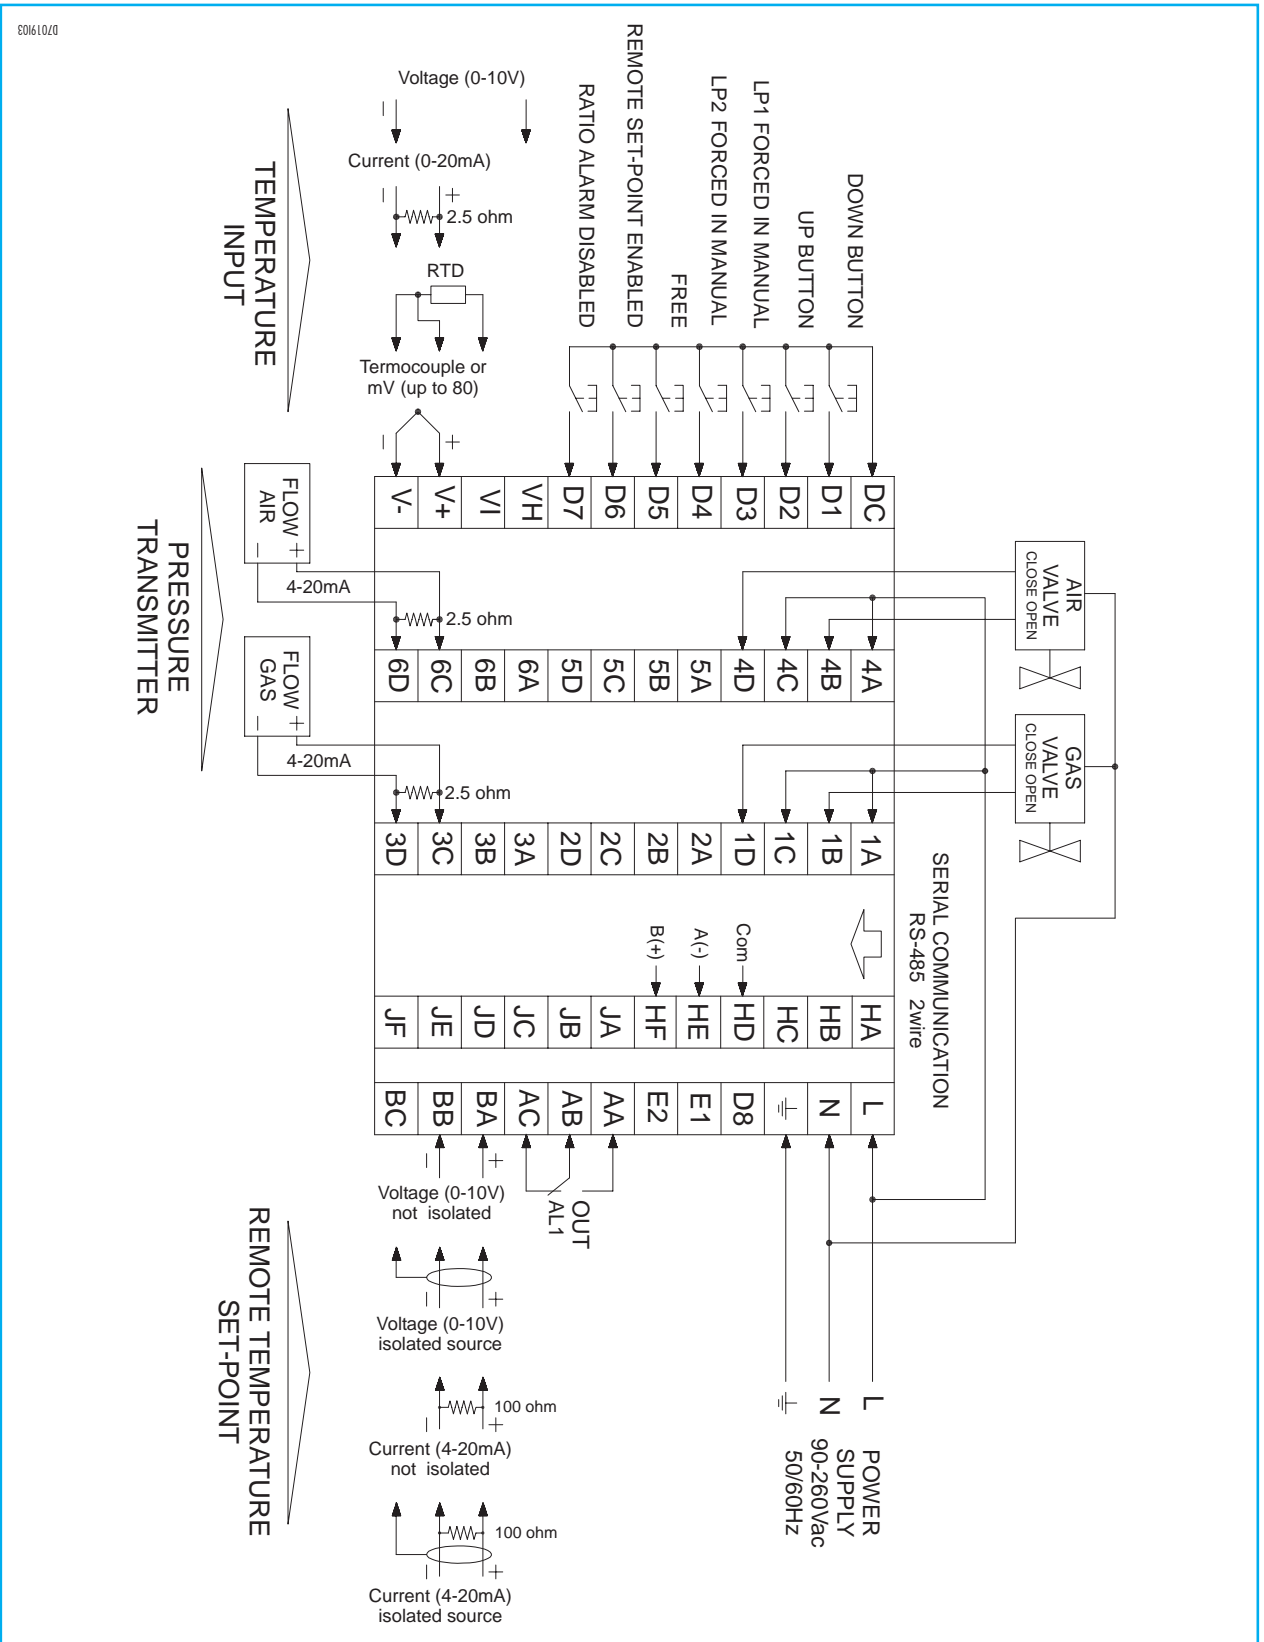 D7019I03
Voltage (0-10V)
–
Current (0-20mA)
– +
2.5 ohm
RTD
Termocouple or
mV (up to 80)
– +
TEMPERATURE
INPUT
RATIO ALARM DISABLED
REMOTE SET-POINT ENABLED
FREE
LP2 FORCED IN MANUAL
LP1 FORCED IN MANUAL
UP BUTTON
DOWN BUTTON
V- V+ VI VH D7 D6 D5 D4 D3 D2 D1 DC
PRESSURE
TRANSMITTER
FLOW
AIR
– +
4-20mA
2.5 ohm
AIR
VALVE
CLOSE OPEN
6D 6C 6B 6A 5D 5C 5B 5A 4D 4C 4B 4A
FLOW
GAS
– +
4-20mA
2.5 ohm
GAS
VALVE
CLOSE OPEN
3D 3C 3B 3A 2D 2C 2B 2A 1D 1C 1B 1A
SERIAL COMMUNICATION
RS-485 2wire
B(+)
A(-)
Com
JF JE JD JC JB JA HF HE HD HC HB HA
BC BB BA AC AB AA E2 E1 D8 N L
– +
Voltage (0-10V)
not isolated
OUT
AL1
– +
Voltage (0-10V)
isolated source
100 ohm
– +
Current (4-20mA)
not isolated
100 ohm
– +
Current (4-20mA)
isolated source
REMOTE TEMPERATURE
SET-POINT
L
N
POWER
SUPPLY
90-260Vac
50/60Hz